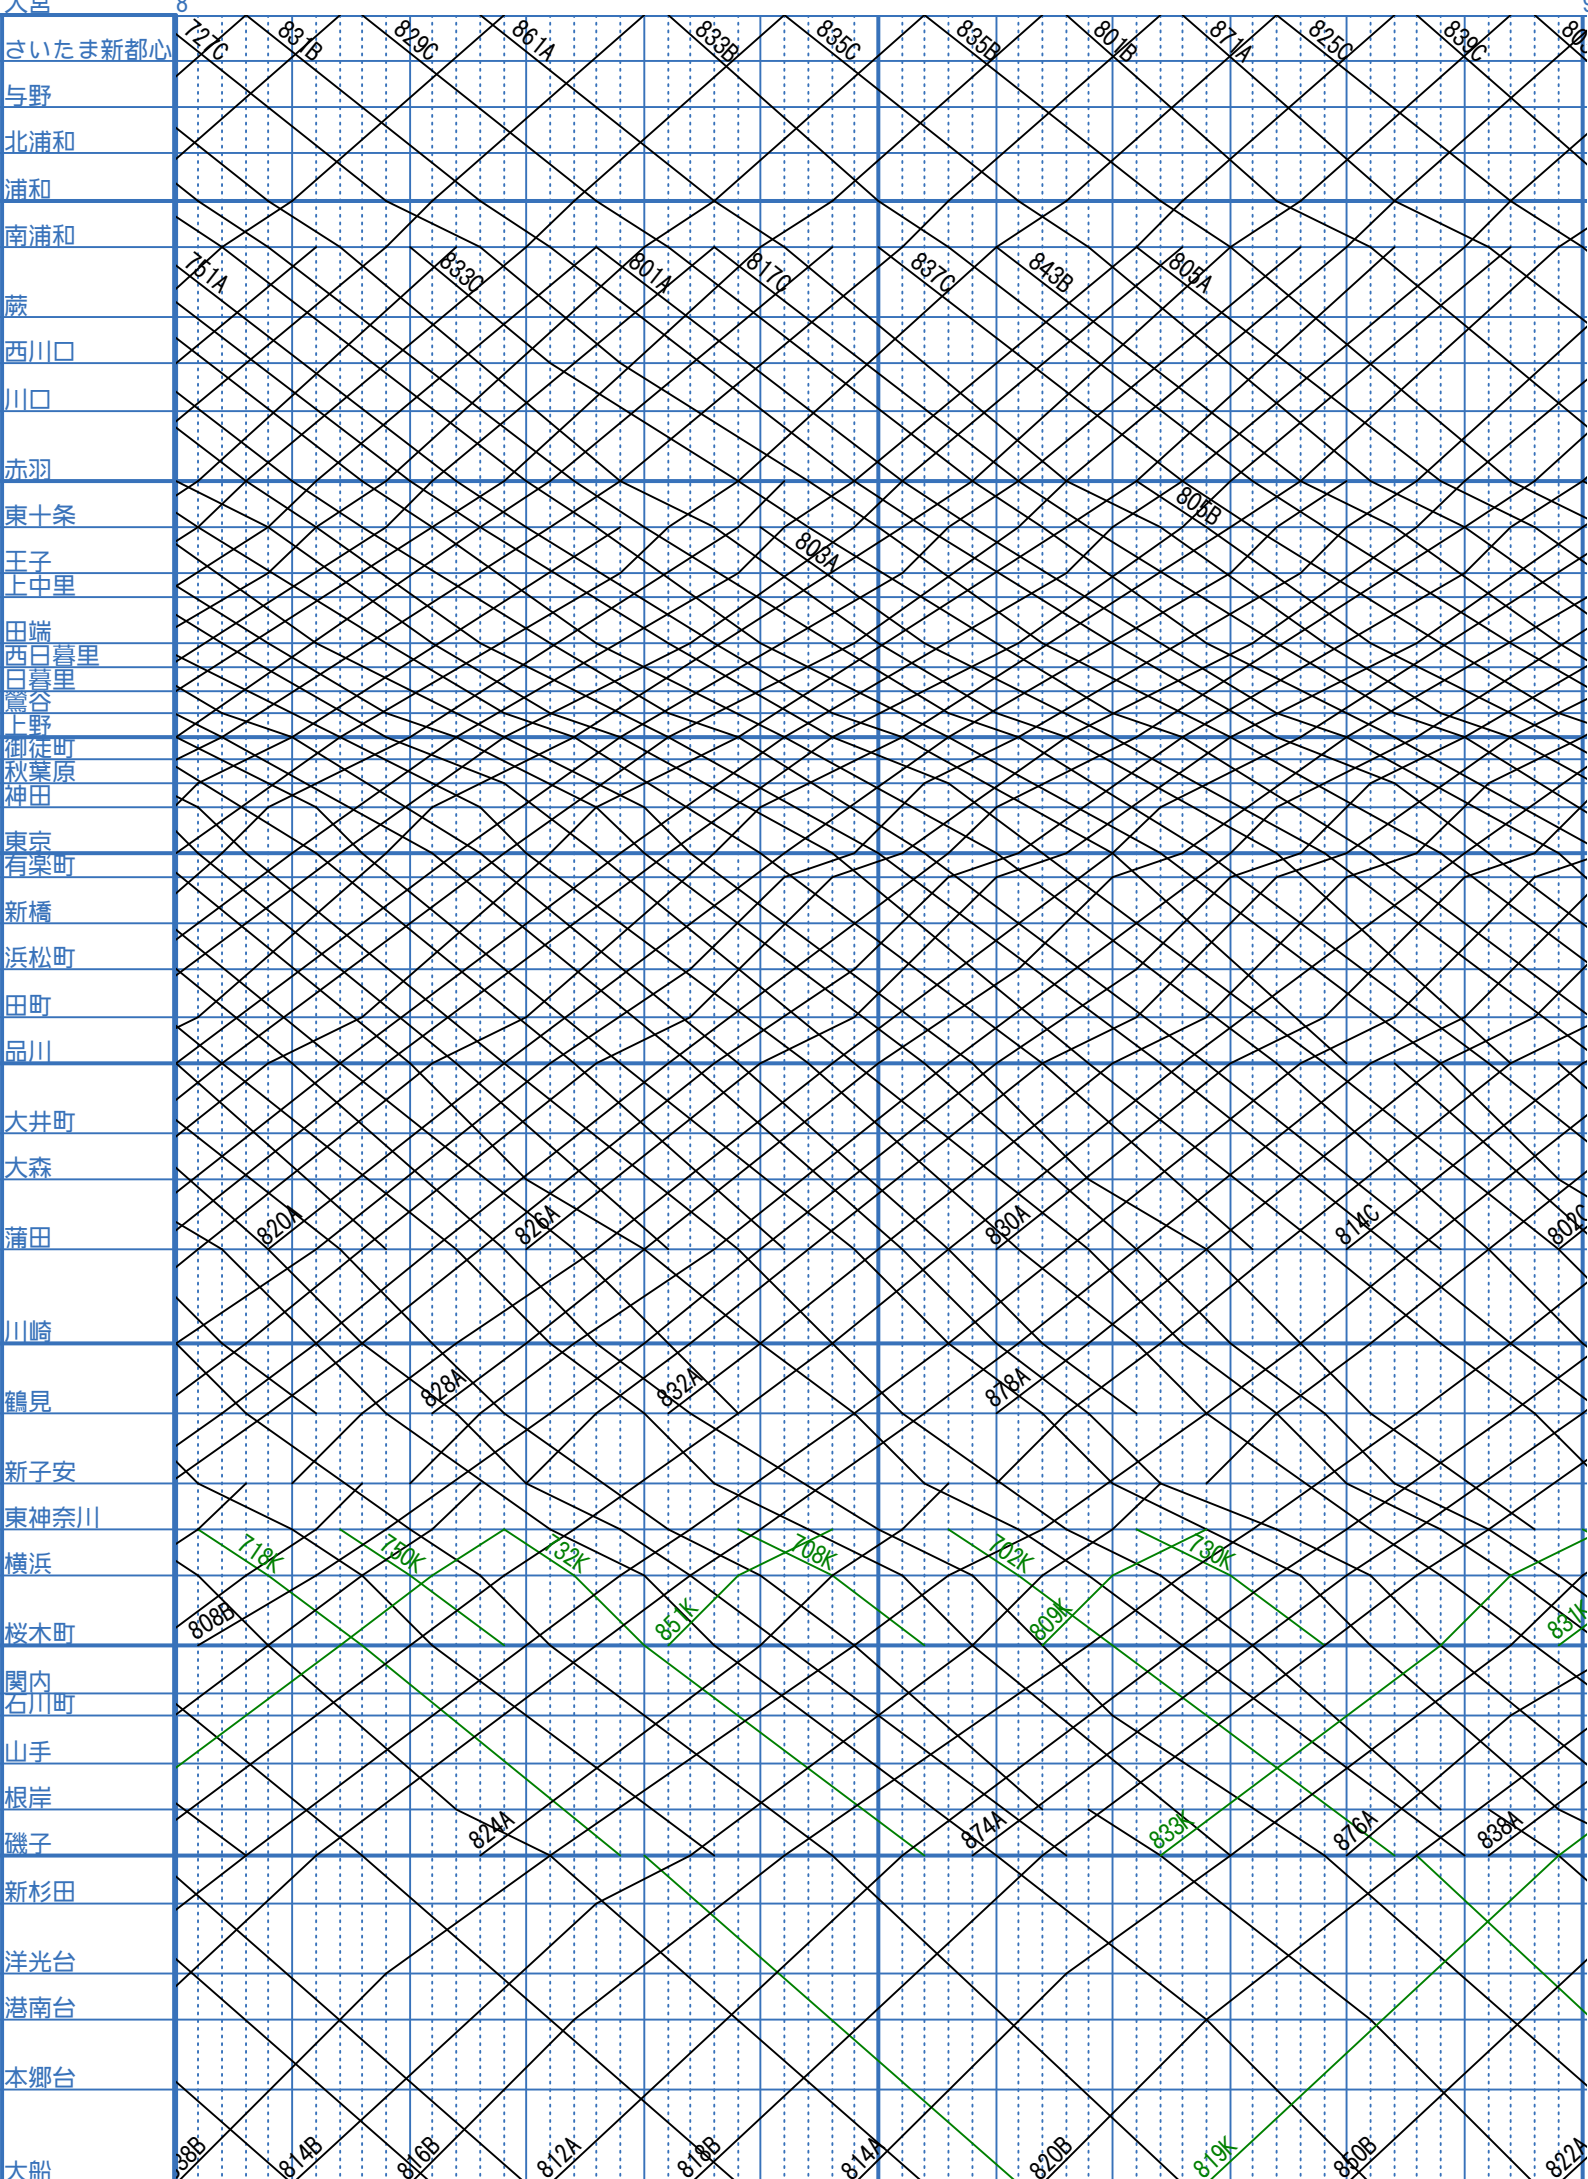 大宮 8 9
さいたま新都心 727C 831B 829C 861A 833B 835C 835B 801B 871A 825C 839C
与野
北浦和
浦和
南浦和
751A 833C 801A 817C 837C 843B 805A
蕨
西川口
川口
赤羽
東十条 805B
王子 803A
上中里
田端
西日暮里
日暮里
鶯谷
上野
御徒町
秋葉原
神田
東京
有楽町
新橋
浜松町
田町
品川
大井町
大森
蒲田 820A 826A 830A 814C 802C
川崎
鶴見 828A 832A 878A
新子安
東神奈川
横浜 718K 750K 732K 708K 702K 730K
桜木町 808B 851K 809K 831K
関内
石川町
山手
根岸
磯子 824A 874A 833K 876A 838A
新杉田
洋光台
港南台
本郷台
大船 38B 814B 816B 812A 818B 814A 820B 819K 850B 822A